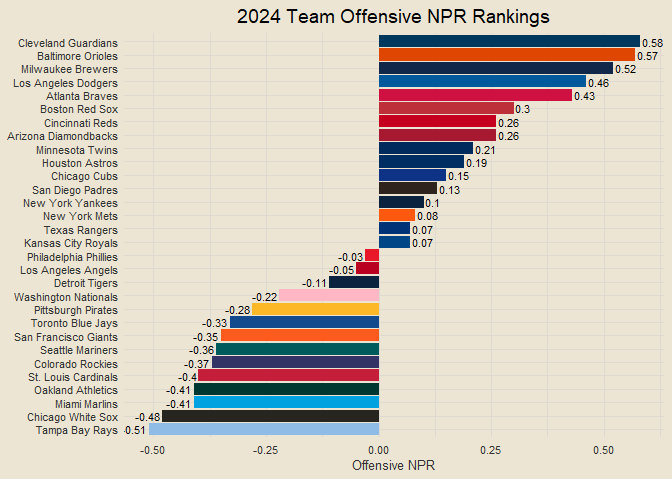 2024 Team Offensive NPR Rankings
Cleveland Guardians 0.58
Baltimore Orioles 0.57
Milwaukee Brewers 0.52
Los Angeles Dodgers 0.46
Atlanta Braves 0.43
Boston Red Sox 0.3
Cincinnati Reds 0.26
Arizona Diamondbacks 0.26
Minnesota Twins 0.21
Houston Astros 0.19
Chicago Cubs 0.15
San Diego Padres 0.13
New York Yankees 0.1
New York Mets 0.08
Texas Rangers 0.07
Kansas City Royals 0.07
Philadelphia Phillies -0.03
Los Angeles Angels -0.05
Detroit Tigers -0.11
Washington Nationals -0.22
Pittsburgh Pirates -0.28
Toronto Blue Jays -0.33
San Francisco Giants -0.35
Seattle Mariners -0.36
Colorado Rockies -0.37
St. Louis Cardinals -0.4
Oakland Athletics -0.41
Miami Marlins -0.41
Chicago White Sox -0.48
Tampa Bay Rays -0.51
-0.50 -0.25 0.00 0.25 0.50
Offensive NPR